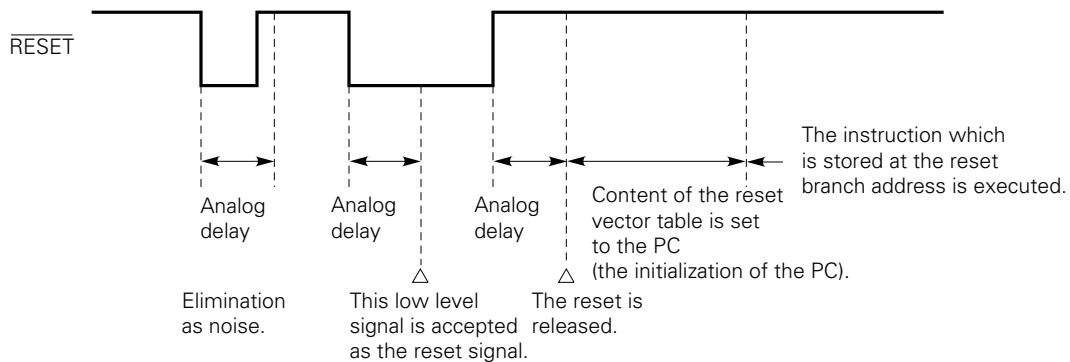 RESET
The instruction which
is stored at the reset
branch address is executed.
Analog
delay
Analog
delay
Analog
delay
Content of the reset
vector table is set
to the PC
(the initialization of the PC).
Elimination
as noise.
This low level
signal is accepted
as the reset signal.
The reset is
released.